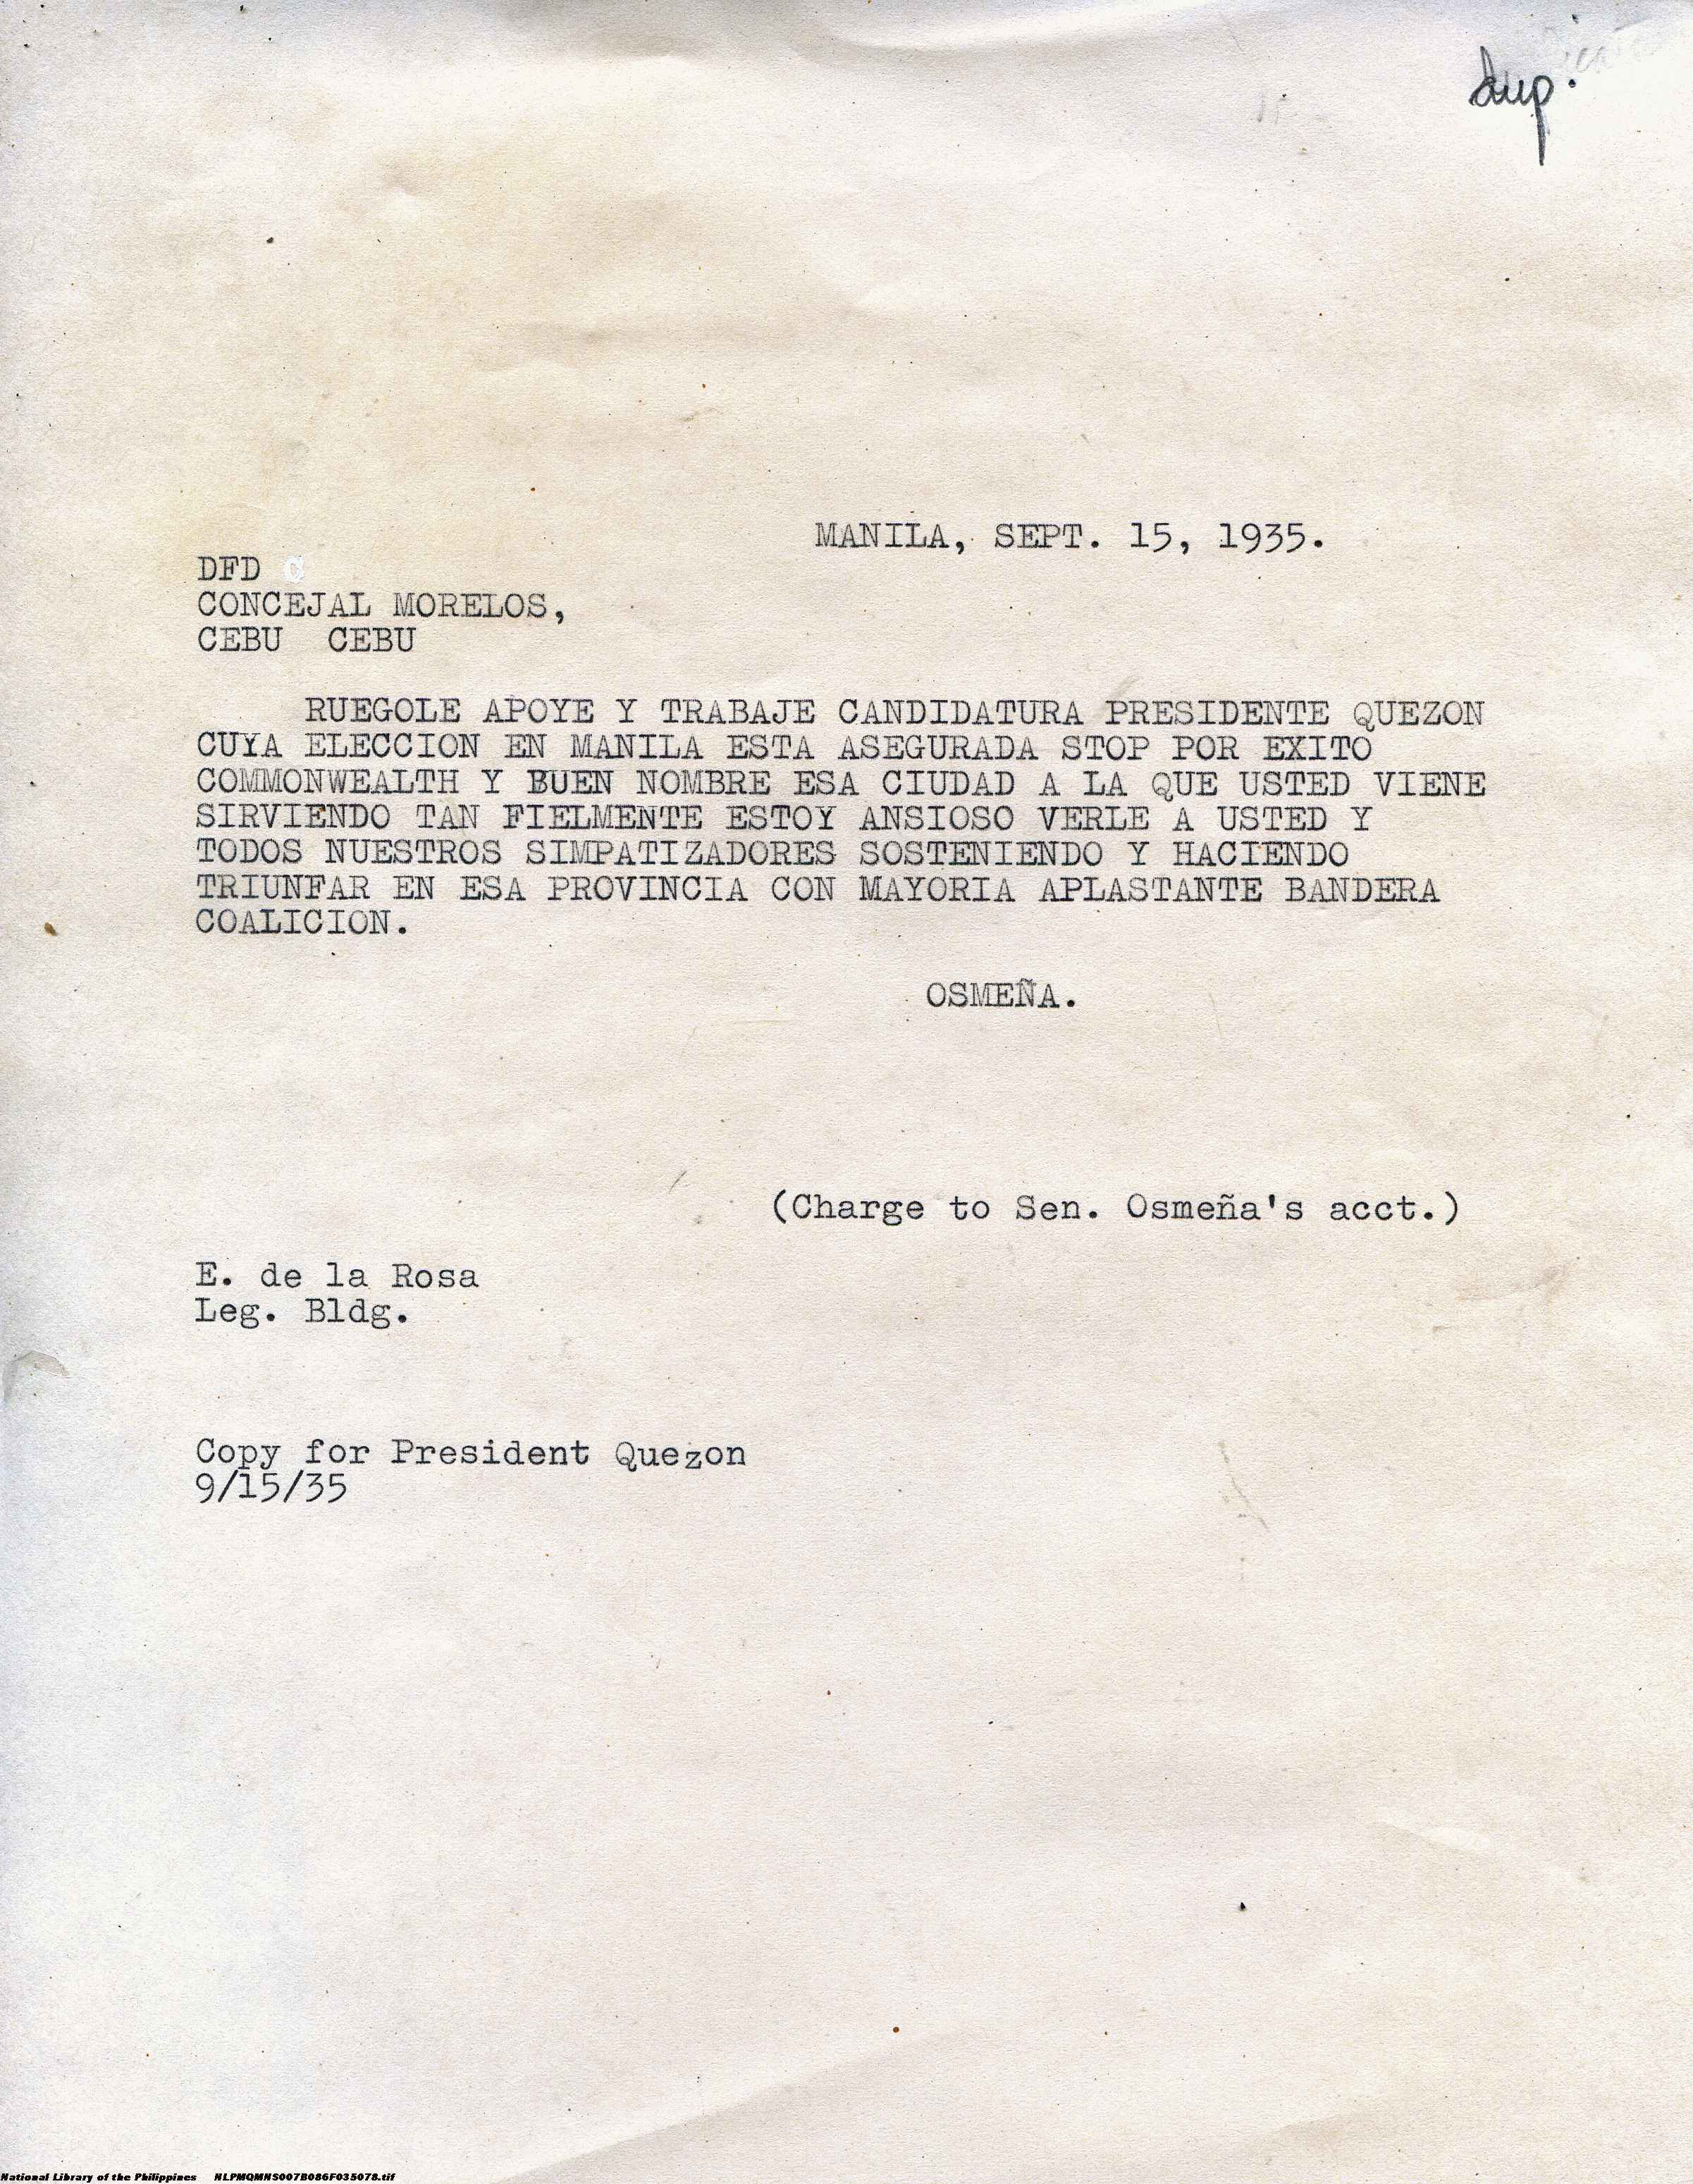 dup.
MANILA, SEPT. 15, 1935.
DFD C
CONCEJAL MORELOS,
CEBU CEBU
RUEGOLE APOYE Y TRABAJE CANDIDATURA PRESIDENTE QUEZON
CUYA ELECCION EN MANILA ESTA ASEGURADA STOP POR EXITO
COMMONWEALTH Y BUEN NOMBRE ESA CIUDAD A LA QUE USTED VIENE
SIRVIENDO TAN FIELMENTE ESTOY ANSIOSO VERLE A USTED Y
TODOS NUESTROS SIMPATIZADORES SOSTENIENDO Y HACIENDO
TRIUNFAR EN ESA PROVINCIA CON MAYORIA APLASTANTE BANDERA
COALICION.
OSMEÑA.
(Charge to Sen. Osmeña's acct.)
E. de la Rosa
Leg. Bldg.
Copy for President Quezon
9/15/35
National Library of the Philippines NLPMQMNS007B086F035078.tif